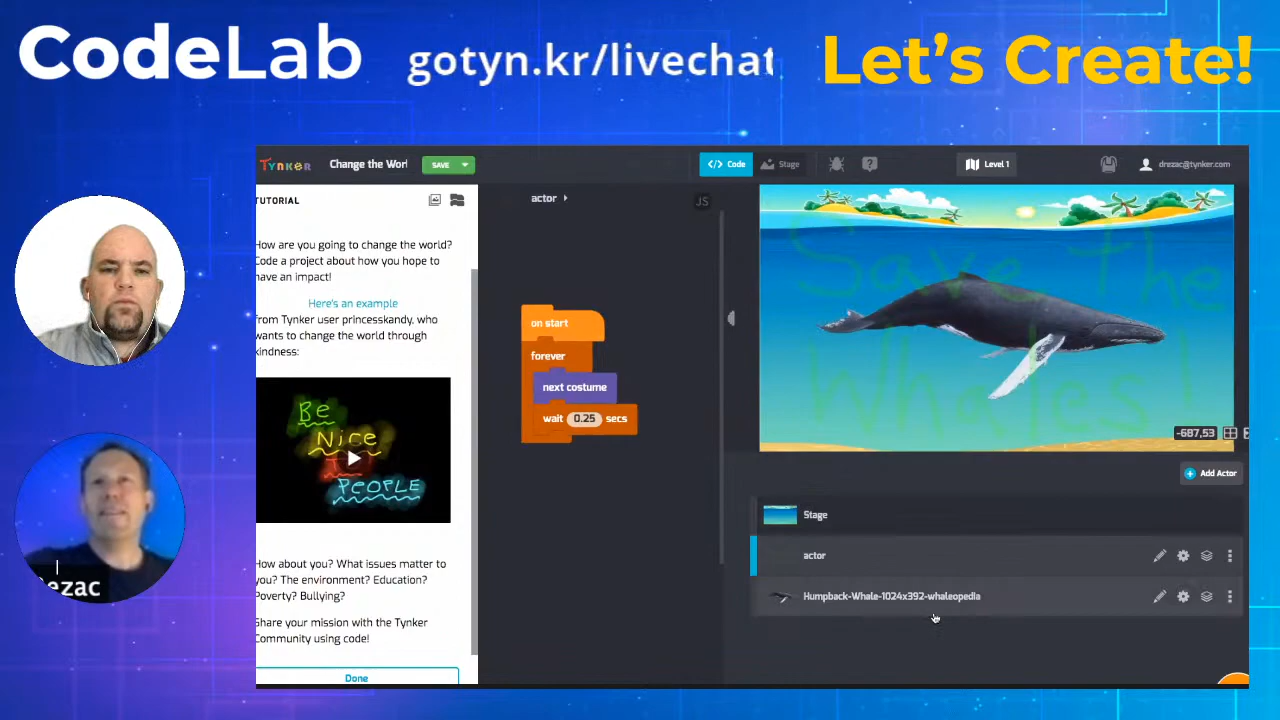 CodeLab
gotyn.kr/livechat
Let's Create!
TYNKER
Change the Worl
SAVE
</> Code
Stage
Level 1
drezac@tynker.com
TUTORIAL
How are you going to change the world?
Code a project about how you hope to
have an impact!
Here's an example
from Tynker user princesskandy, who
wants to change the world through
kindness:
Be
Nice
To
PEOPLE
How about you? What issues matter to
you? The environment? Education?
Poverty? Bullying?
Share your mission with the Tynker
Community using code!
Done
actor
JS
on start
forever
next costume
wait 0.25 secs
Save The
Whales!
-687,53
Add Actor
Stage
actor
Humpback-Whale-1024x392-whaleopedia
ezac